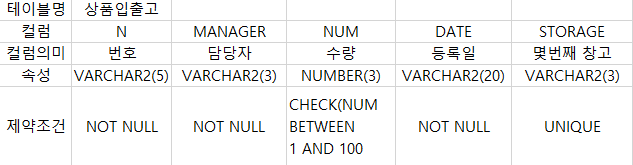 테이블명 상품입출고
컬럼 N MANAGER NUM DATE STORAGE
컬럼의미 번호 담당자 수량 등록일 몇번째 창고
속성 VARCHAR2(5) VARCHAR2(3) NUMBER(3) VARCHAR2(20) VARCHAR2(3)
제약조건 NOT NULL NOT NULL CHECK(NUM
BETWEEN
1 AND 100 NOT NULL UNIQUE